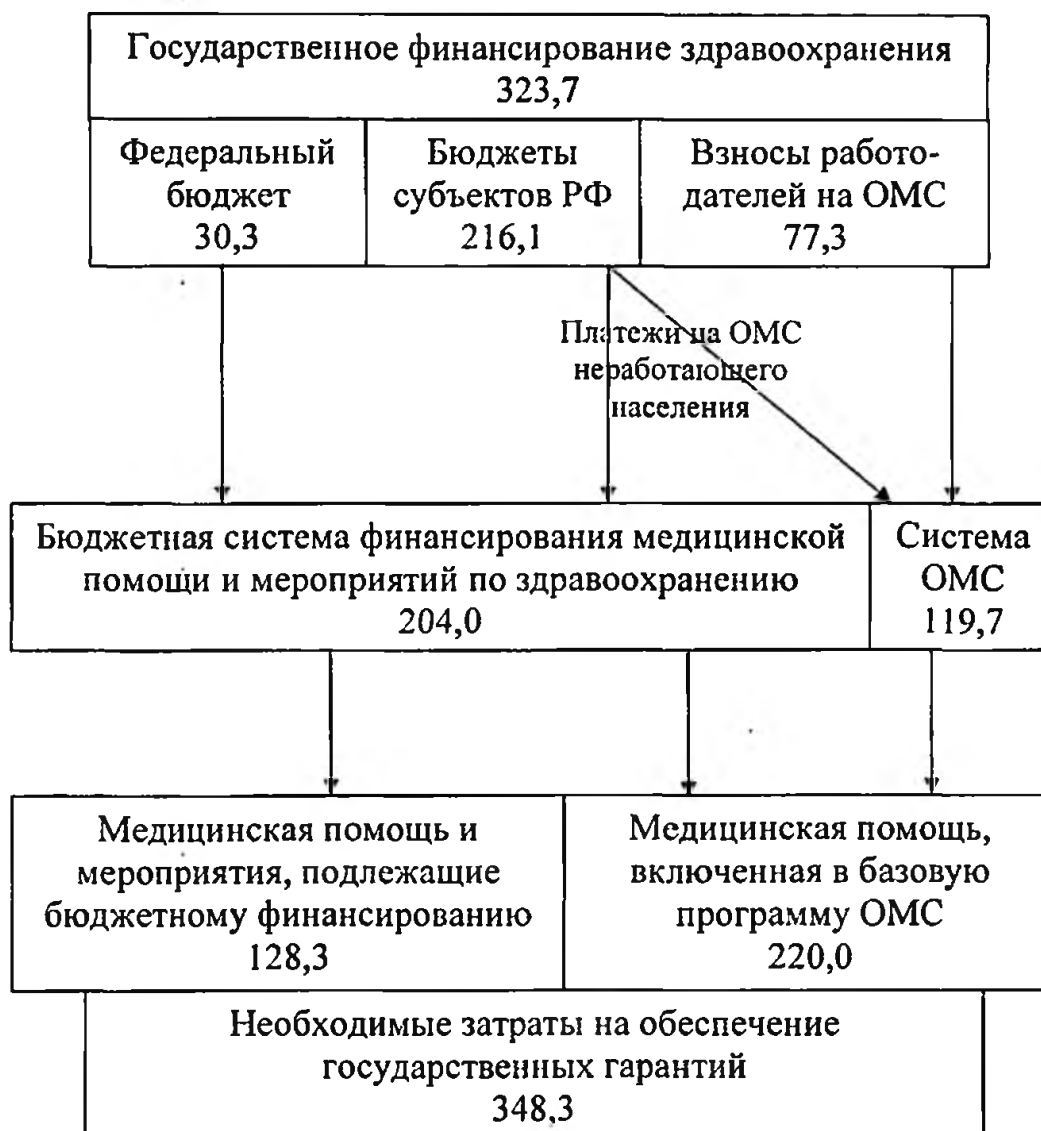 Государственное финансирование здравоохранения
323,7
Федеральный
бюджет
30,3
Бюджеты
субъектов РФ
216,1
Взносы работо-
дателей на ОМС
77,3
Платежи на ОМС
неработающего
населения
Бюджетная система финансирования медицинской
помощи и мероприятий по здравоохранению
204,0
Система
ОМС
119,7
Медицинская помощь и
мероприятия, подлежащие
бюджетному финансированию
128,3
Медицинская помощь,
включенная в базовую
программу ОМС
220,0
Необходимые затраты на обеспечение
государственных гарантий
348,3